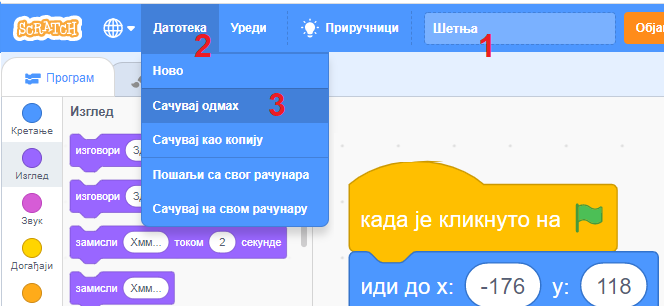 SCRATCH
Датотека
Уреди
Приручници
Шетња
Обја
1
2
Ново
Сачувај одмах
3
Сачувај као копију
Пошаљи са свог рачунара
Сачувај на свом рачунару
Програм
Кретање
Изглед
Звук
Догађаји
Изглед
изговори
изговори
замисли Хмм... током 2 секунде
замисли Хмм...
када је кликнуто на
иди до x: -176 y: 118